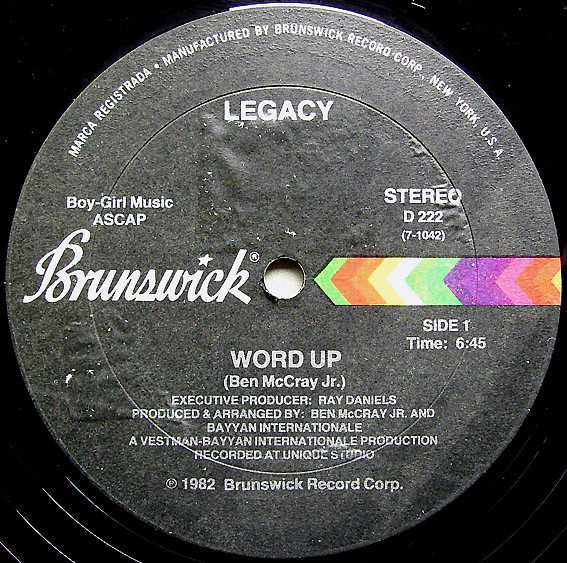 MARCA REGISTRADA • MANUFACTURED BY BRUNSWICK RECORD CORP., NEW YORK, U.S.A.
LEGACY
Boy-Girl Music
ASCAP
STEREO
D 222
(7-1042)
Brunswick®
SIDE 1
Time: 6:45
WORD UP
(Ben McCray Jr.)
EXECUTIVE PRODUCER: RAY DANIELS
PRODUCED & ARRANGED BY: BEN McCRAY JR. AND
BAYYAN INTERNATIONALE
A VESTMAN-BAYYAN INTERNATIONALE PRODUCTION
RECORDED AT UNIQUE STUDIO
℗ 1982 Brunswick Record Corp.